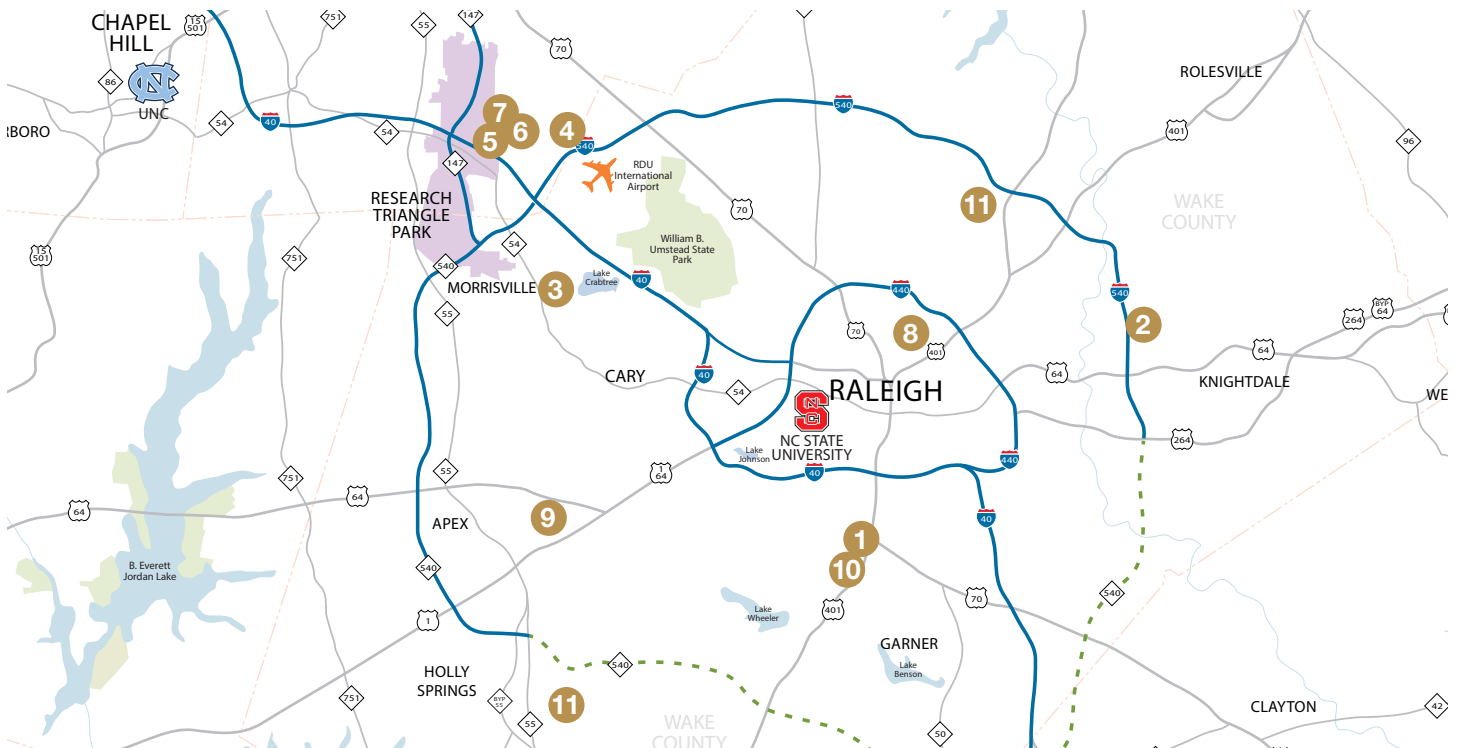 CHAPEL
HILL
15
501
751
55
147
70
86
UNC
ROLESVILLE
RBORO
54
40
54
7
6
5
4
540
540
401
96
147
RDU
International
Airport
RESEARCH
TRIANGLE
PARK
70
11
WAKE
COUNTY
William B.
Umstead State
Park
15
501
751
54
540
MORRISVILLE
3
Lake
Crabtree
40
440
540
55
70
8
401
2
264
BYP
64
64
CARY
40
54
64
KNIGHTDALE
WE
RALEIGH
NC STATE
UNIVERSITY
Lake
Johnson
264
440
40
55
1
64
751
64
64
APEX
9
40
1
10
B. Everett
Jordan Lake
540
540
70
1
Lake
Wheeler
401
GARNER
Lake
Benson
540
HOLLY
SPRINGS
BYP
55
11
55
751
WAKE
COUNTY
CLAYTON
42
50